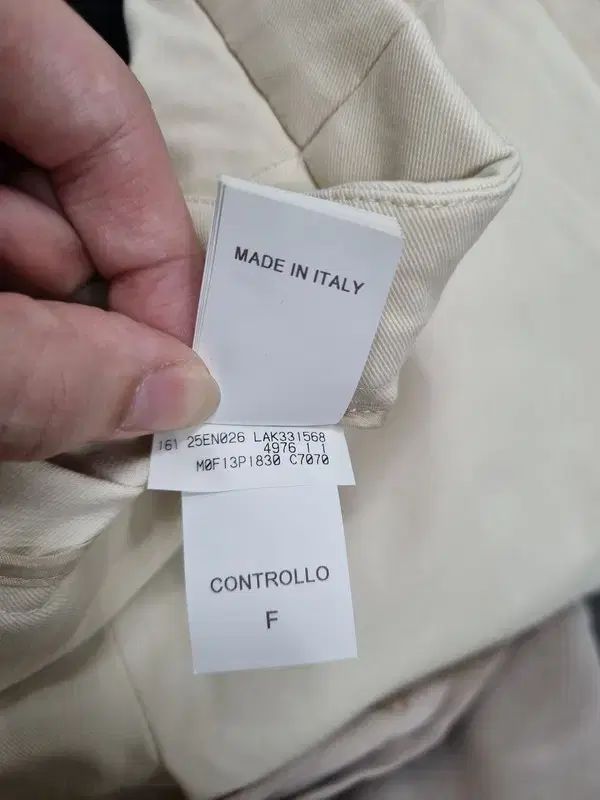 MADE IN ITALY
161 25EN026 LAK331568
4976 1 1
M0F13P1830 C7070
CONTROLLO
F